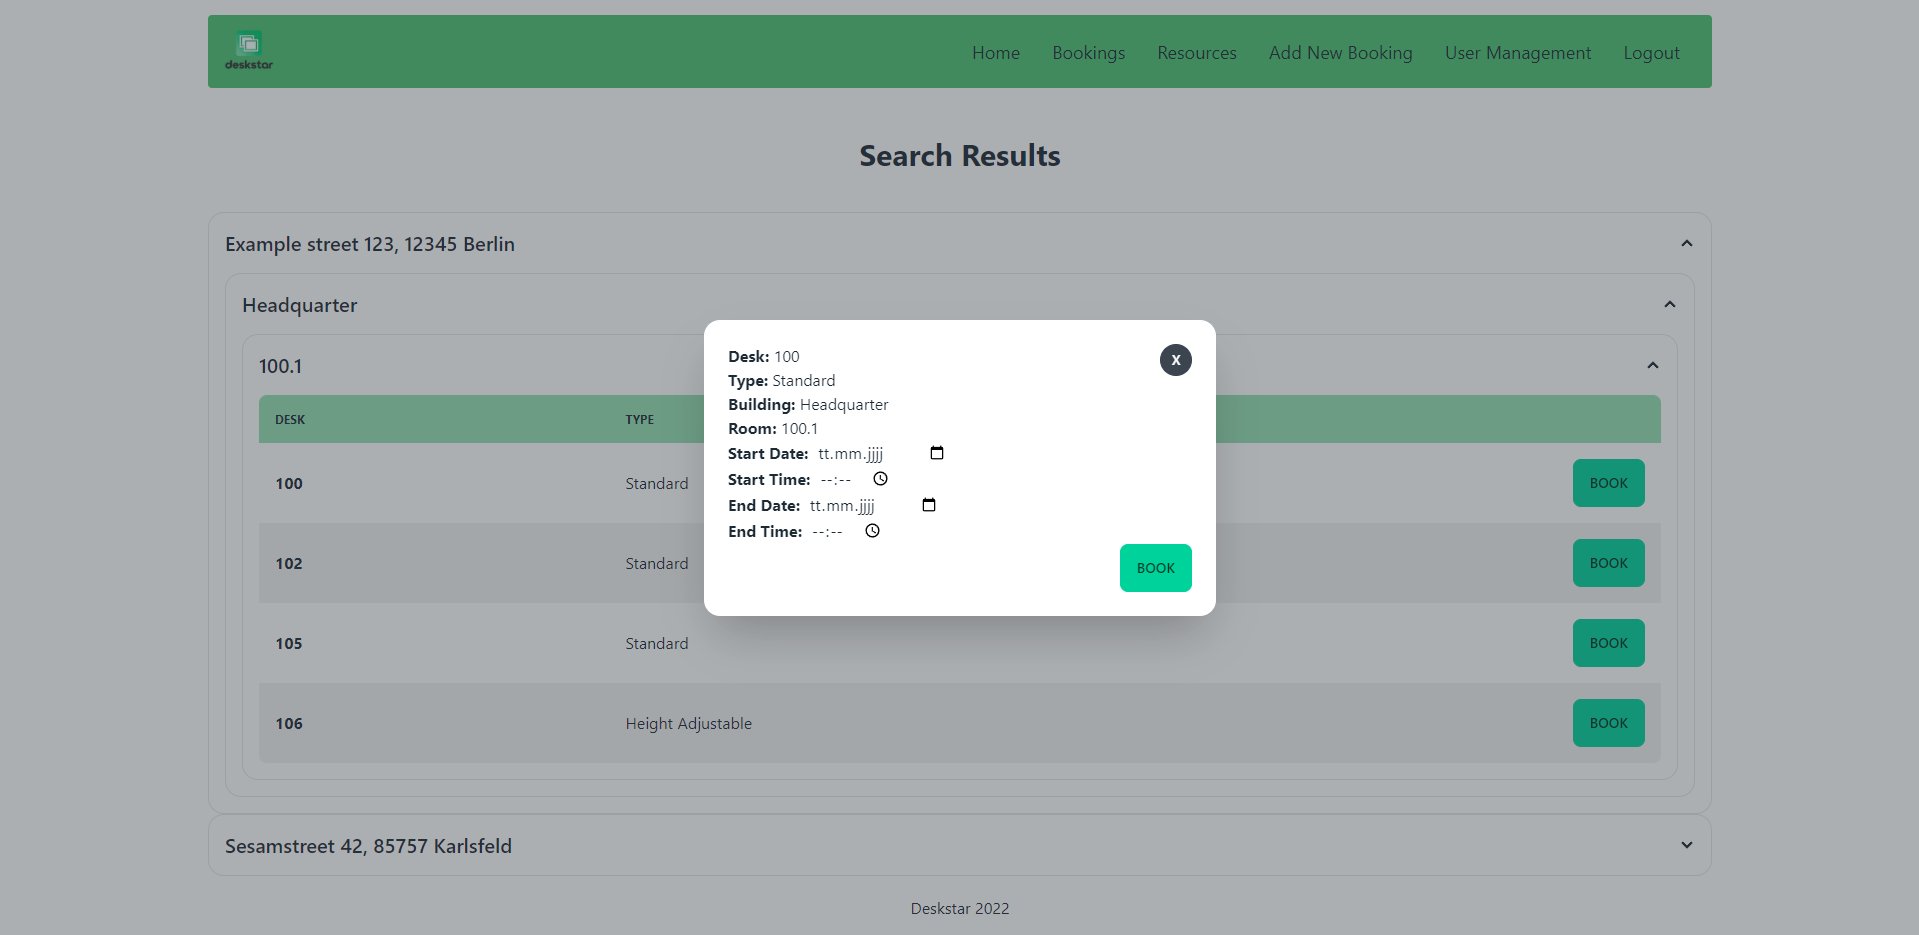 deskstar
Home Bookings Resources Add New Booking User Management Logout
Search Results
Example street 123, 12345 Berlin
Headquarter
100.1
DESK TYPE
100 Standard BOOK
102 Standard BOOK
105 Standard BOOK
106 Height Adjustable BOOK
Desk: 100
X
Type: Standard
Building: Headquarter
Room: 100.1
Start Date: tt.mm.jjjj
Start Time: --:--
End Date: tt.mm.jjjj
End Time: --:--
BOOK
Sesamstreet 42, 85757 Karlsfeld
Deskstar 2022